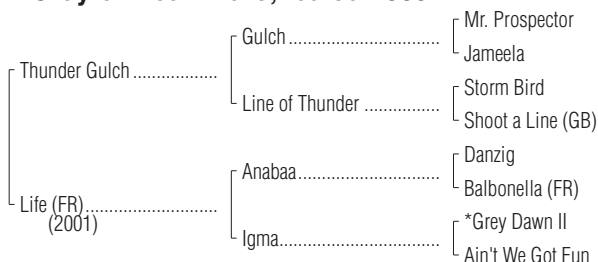 Mr. Prospector
Gulch ........................................
Jameela
Thunder Gulch .................
Storm Bird
Line of Thunder ....................
Shoot a Line (GB)
Danzig
Anabaa.....................................
Balbonella (FR)
Life (FR)..................................
(2001)
*Grey Dawn II
Igma..........................................
Ain't We Got Fun